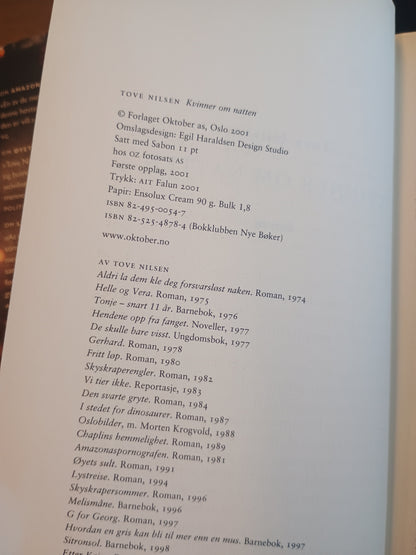 TOVE NILSEN Kvinner om natten
© Forlaget Oktober as, Oslo 2001
Omslagsdesign: Egil Haraldsen Design Studio
Satt med Sabon 11 pt
hos OZ fotosats AS
Første opplag, 2001
Trykk: AIT Falun 2001
Papir: Ensolux Cream 90 g. Bulk 1,8
ISBN 82-495-0054-7
ISBN 82-525-4878-4 (Bokklubben Nye Bøker)
www.oktober.no
AV TOVE NILSEN
Aldri la dem kle deg forsvarsløst naken. Roman, 1974
Helle og Vera. Roman, 1975
Tonje – snart 11 år. Barnebok, 1976
Hendene opp fra fanget. Noveller, 1977
De skulle bare visst. Ungdomsbok, 1977
Gerhard. Roman, 1978
Fritt løp. Roman, 1980
Skyskraperengler. Roman, 1982
Vi tier ikke. Reportasje, 1983
Den svarte gryte. Roman, 1984
I stedet for dinosaurer. Roman, 1987
Oslobilder, m. Morten Krogvold, 1988
Chaplins hemmelighet. Roman, 1989
Amazonaspornografen. Roman, 1981
Øyets sult. Roman, 1991
Lystreise. Roman, 1994
Skyskrapersommer. Roman, 1996
Melismåne. Barnebok, 1996
G for Georg. Roman, 1997
Hvordan en gris kan bli til mer enn en mus. Barnebok, 1997
Sitronsol. Barnebok, 1998